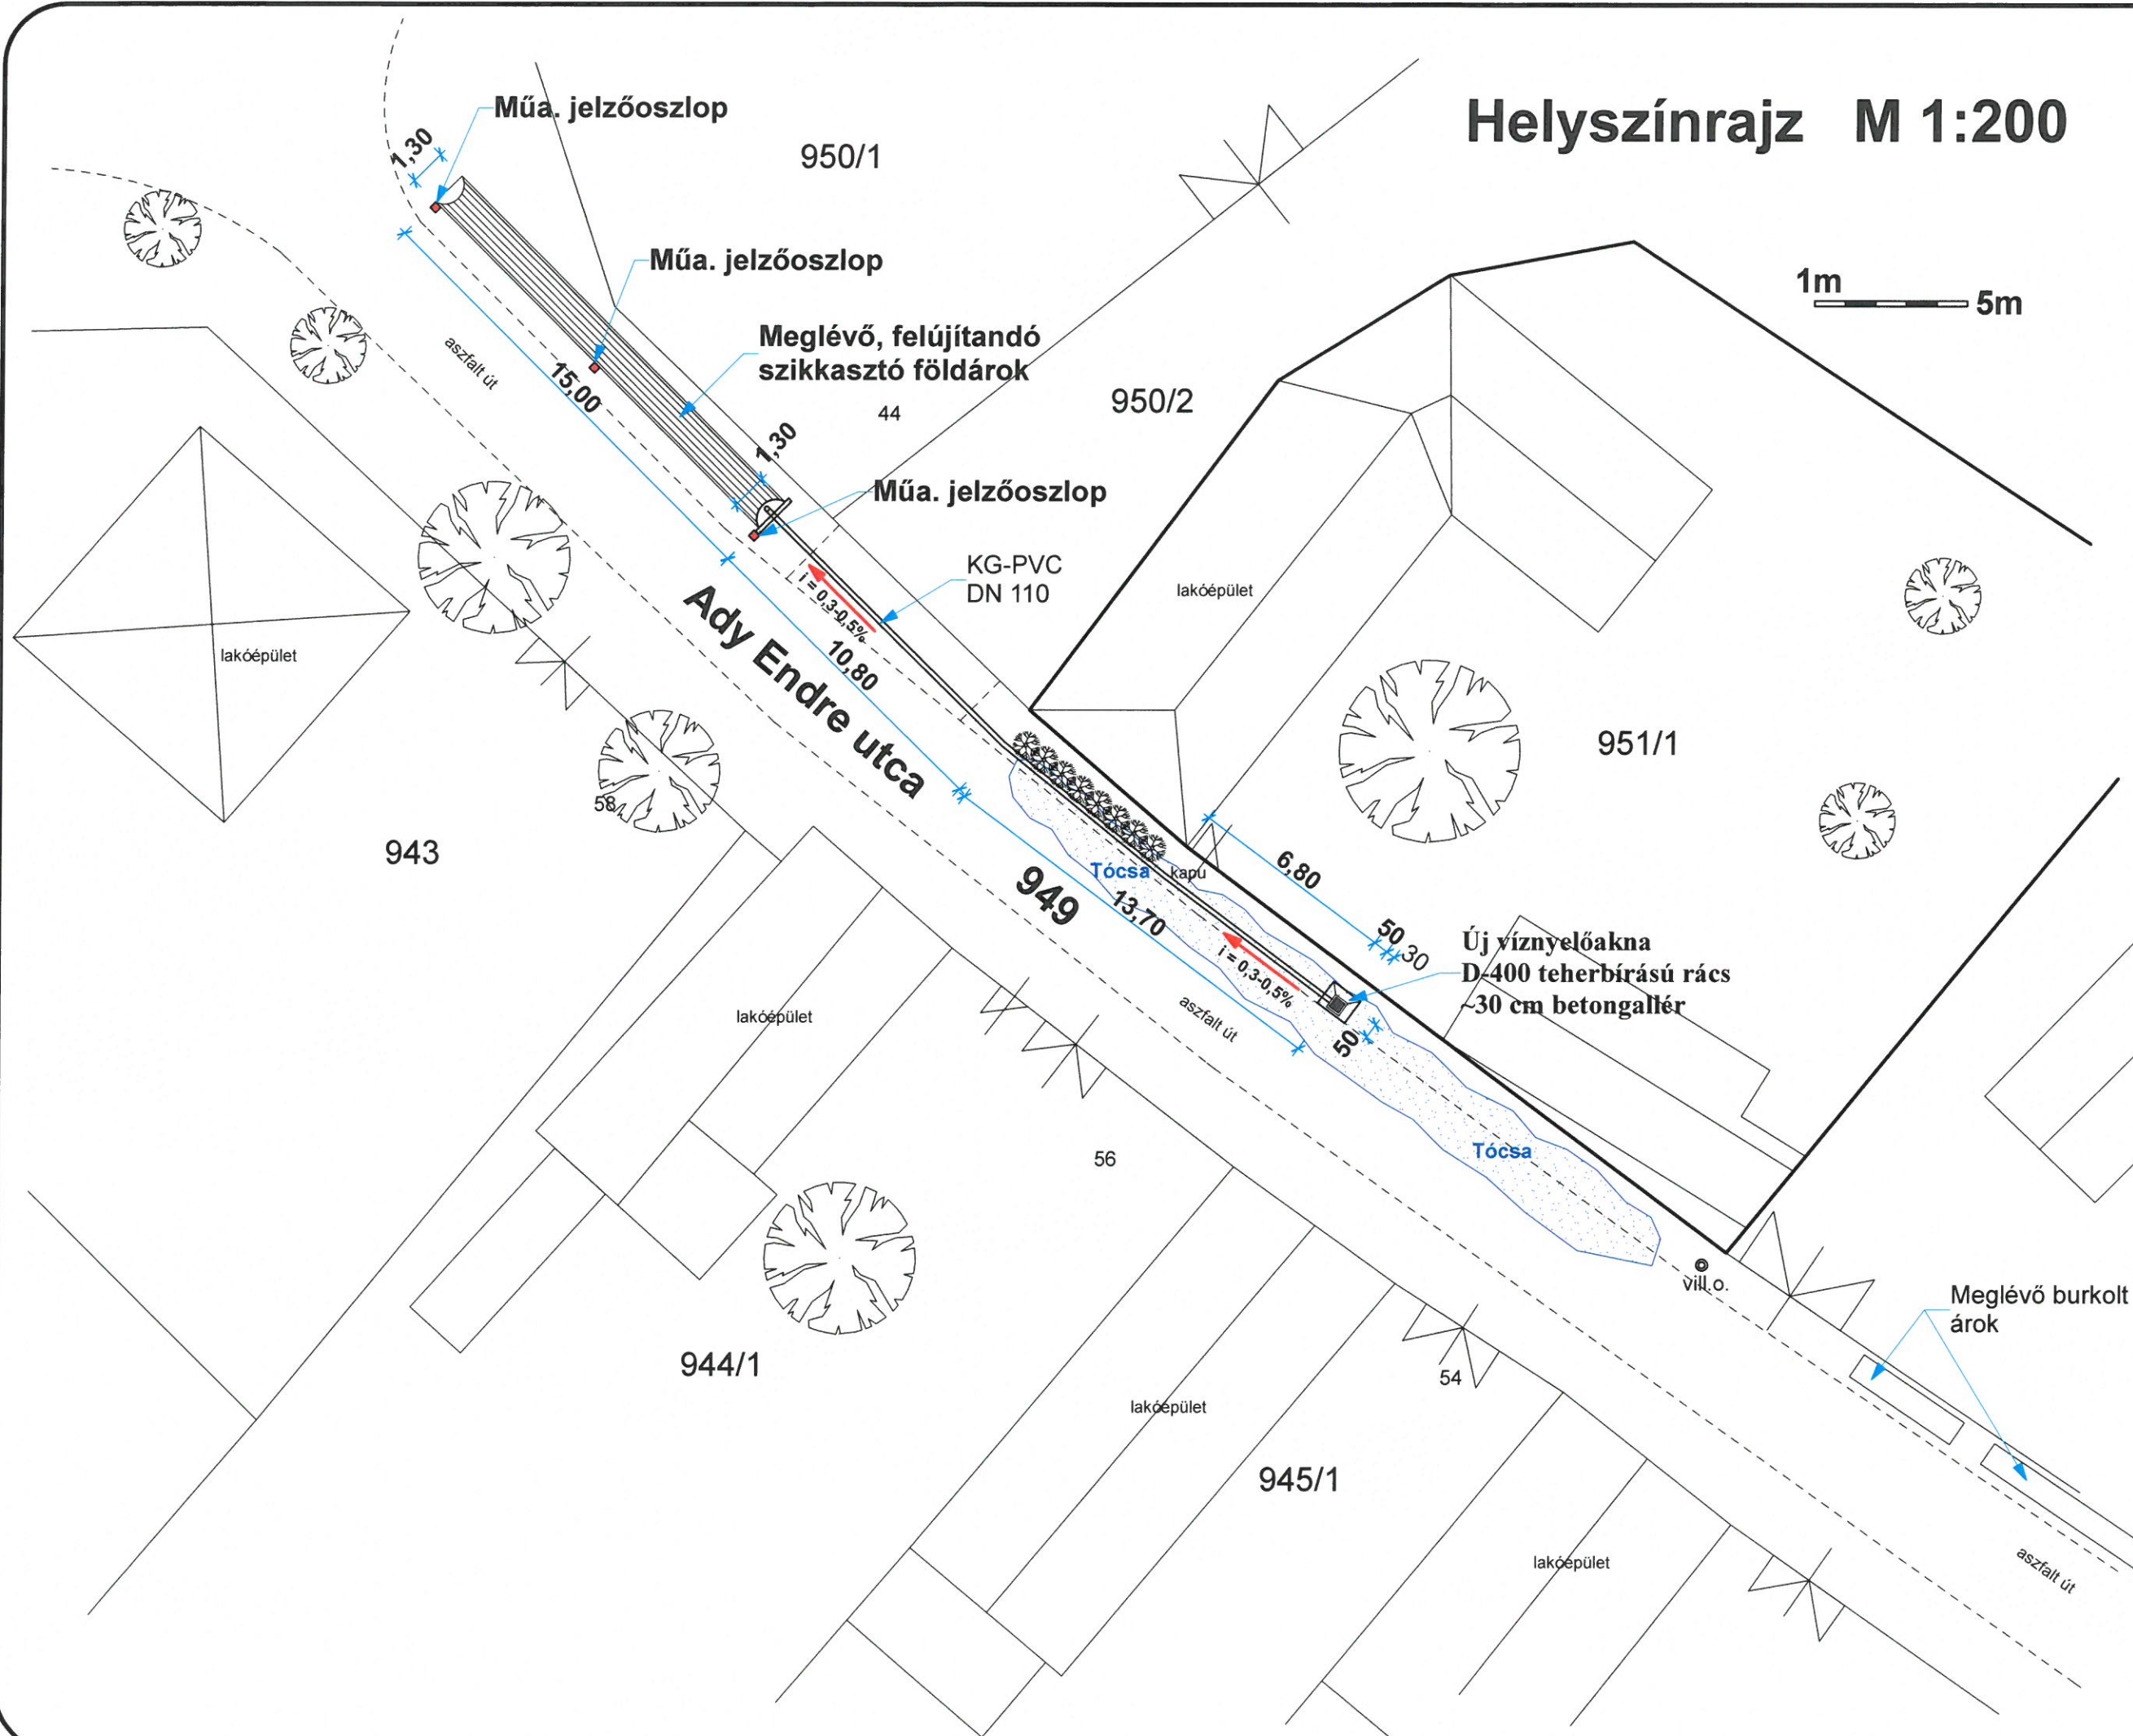 Helyszínrajz M 1:200
Műa. jelzőoszlop
1,30
950/1
Műa. jelzőoszlop
1m
5m
Meglévő, felújítandó
szikkasztó földárok
aszfalt út
15,00
44
950/2
1,30
Műa. jelzőoszlop
KG-PVC
DN 110
i = 0,3-0,5%
lakóépület
10,80
Ady Endre utca
lakóépület
951/1
58
943
Tócsa
kapu
6,80
949
13,70
50
30
Új víznyelőakna
D-400 teherbírású rács
~30 cm betongallér
i = 0,3-0,5%
aszfalt út
50
lakóépület
Tócsa
56
vill.o.
Meglévő burkolt
árok
944/1
54
lakóépület
945/1
lakóépület
aszfalt út